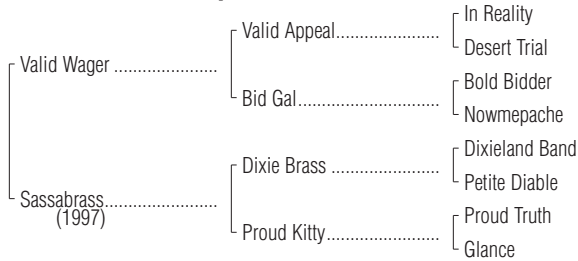 In Reality
Valid Appeal.....................
Desert Trial
Valid Wager .....................
Bold Bidder
Bid Gal.............................
Nowmepache
Dixieland Band
Dixie Brass ......................
Petite Diable
Sassabrass.......................
(1997)
Proud Truth
Proud Kitty.......................
Glance